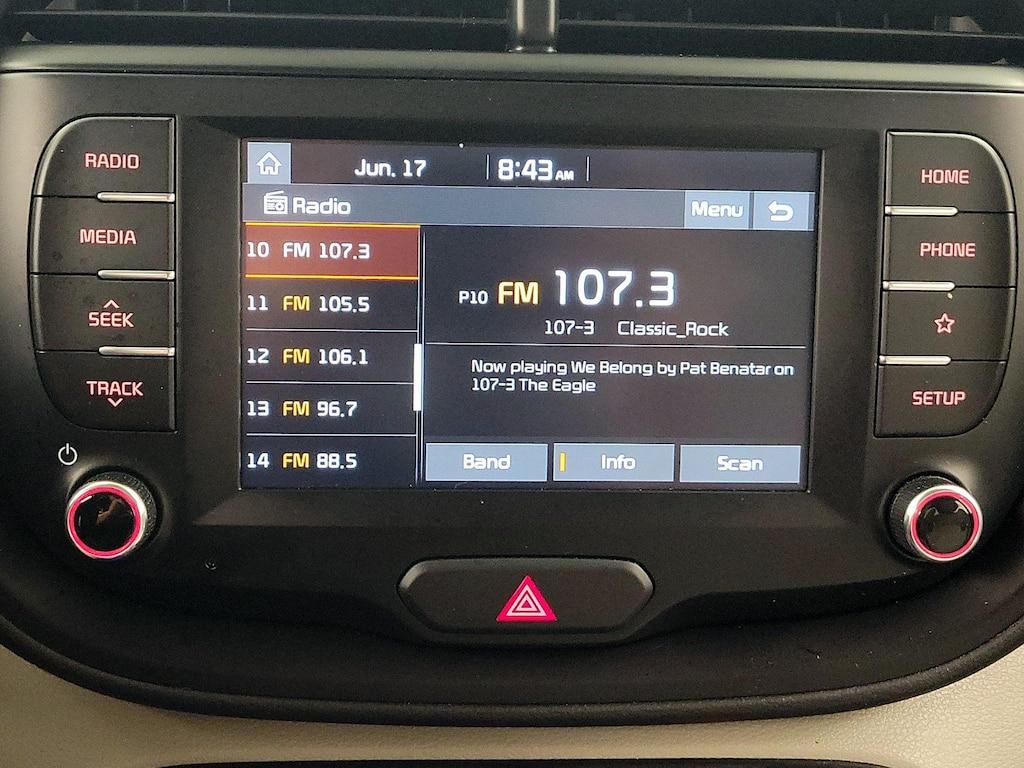 Jun. 17
8:43 AM
Radio
Menu
10 FM 107.3
11 FM 105.5
12 FM 106.1
13 FM 96.7
14 FM 88.5
P10 FM 107.3
107-3 Classic_Rock
Now playing We Belong by Pat Benatar on
107-3 The Eagle
Band
Info
Scan
RADIO
MEDIA
SEEK
TRACK
HOME
PHONE
SETUP